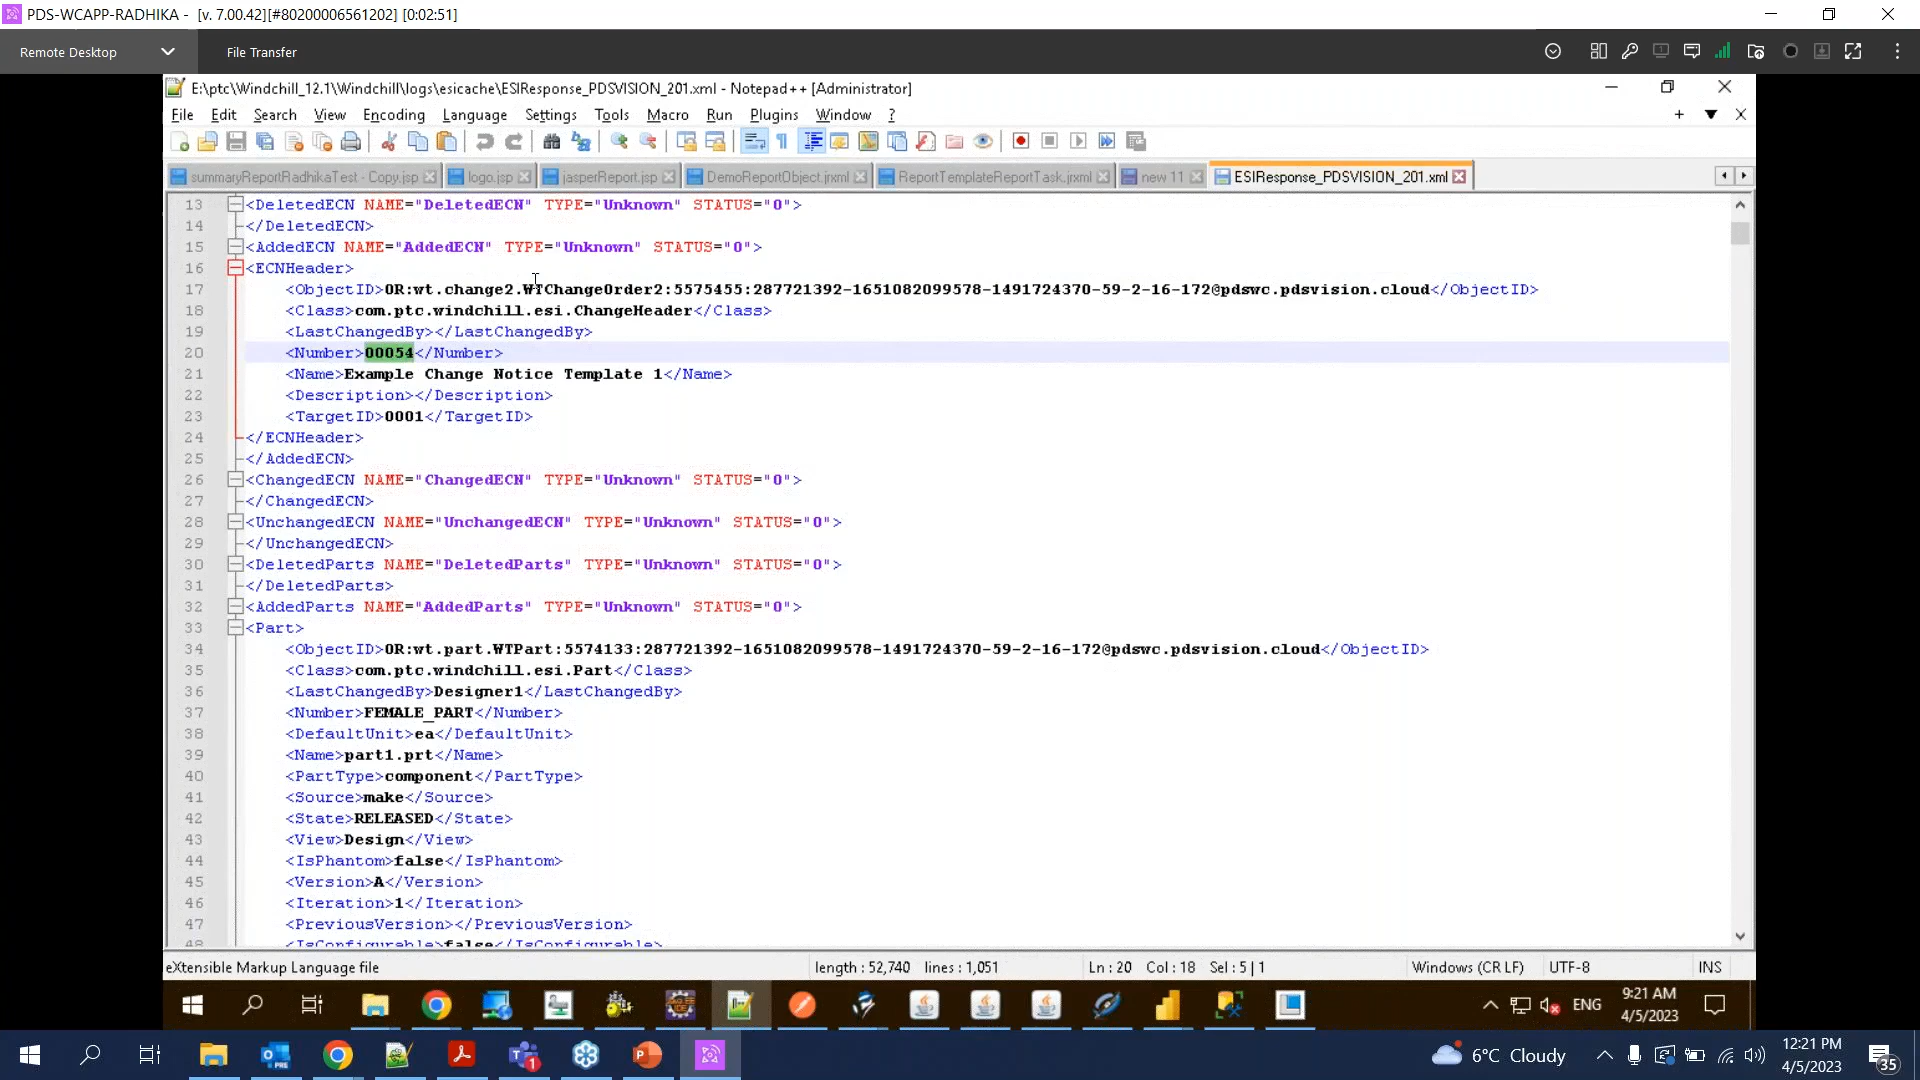 PDS-WCAPP-RADHIKA - [v. 7.00.42][#80200006561202] [0:02:51]
Remote Desktop File Transfer
E:\ptc\Windchill_12.1\Windchill\logs\esicache\ESIResponse_PDSVISION_201.xml - Notepad++ [Administrator]
File Edit Search View Encoding Language Settings Tools Macro Run Plugins Window ?
summaryReportRadhikaTest - Copy.jsp logo.jsp jasperReport.jsp DemoReportObject.jrxml ReportTemplateReportTask.jrxml new 11 ESIResponse_PDSVISION_201.xml
13 <DeletedECN NAME="DeletedECN" TYPE="Unknown" STATUS="0">
14 </DeletedECN>
15 <AddedECN NAME="AddedECN" TYPE="Unknown" STATUS="0">
16 <ECNHeader>
17 <ObjectID>OR:wt.change2.WTChangeOrder2:5575455:287721392-1651082099578-1491724370-59-2-16-172@pdswc.pdsvision.cloud</ObjectID>
18 <Class>com.ptc.windchill.esi.ChangeHeader</Class>
19 <LastChangedBy></LastChangedBy>
20 <Number>00054</Number>
21 <Name>Example Change Notice Template 1</Name>
22 <Description></Description>
23 <TargetID>0001</TargetID>
24 </ECNHeader>
25 </AddedECN>
26 <ChangedECN NAME="ChangedECN" TYPE="Unknown" STATUS="0">
27 </ChangedECN>
28 <UnchangedECN NAME="UnchangedECN" TYPE="Unknown" STATUS="0">
29 </UnchangedECN>
30 <DeletedParts NAME="DeletedParts" TYPE="Unknown" STATUS="0">
31 </DeletedParts>
32 <AddedParts NAME="AddedParts" TYPE="Unknown" STATUS="0">
33 <Part>
34 <ObjectID>OR:wt.part.WTPart:5574133:287721392-1651082099578-1491724370-59-2-16-172@pdswc.pdsvision.cloud</ObjectID>
35 <Class>com.ptc.windchill.esi.Part</Class>
36 <LastChangedBy>Designer1</LastChangedBy>
37 <Number>FEMALE_PART</Number>
38 <DefaultUnit>ea</DefaultUnit>
39 <Name>part1.prt</Name>
40 <PartType>component</PartType>
41 <Source>make</Source>
42 <State>RELEASED</State>
43 <View>Design</View>
44 <IsPhantom>false</IsPhantom>
45 <Version>A</Version>
46 <Iteration>1</Iteration>
47 <PreviousVersion></PreviousVersion>
48 <IsConfigurable>false</IsConfigurable>
eXtensible Markup Language file length : 52,740 lines : 1,051 Ln : 20 Col : 18 Sel : 5 | 1 Windows (CR LF) UTF-8 INS
ENG 9:21 AM
4/5/2023
6°C Cloudy 12:21 PM
4/5/2023
35